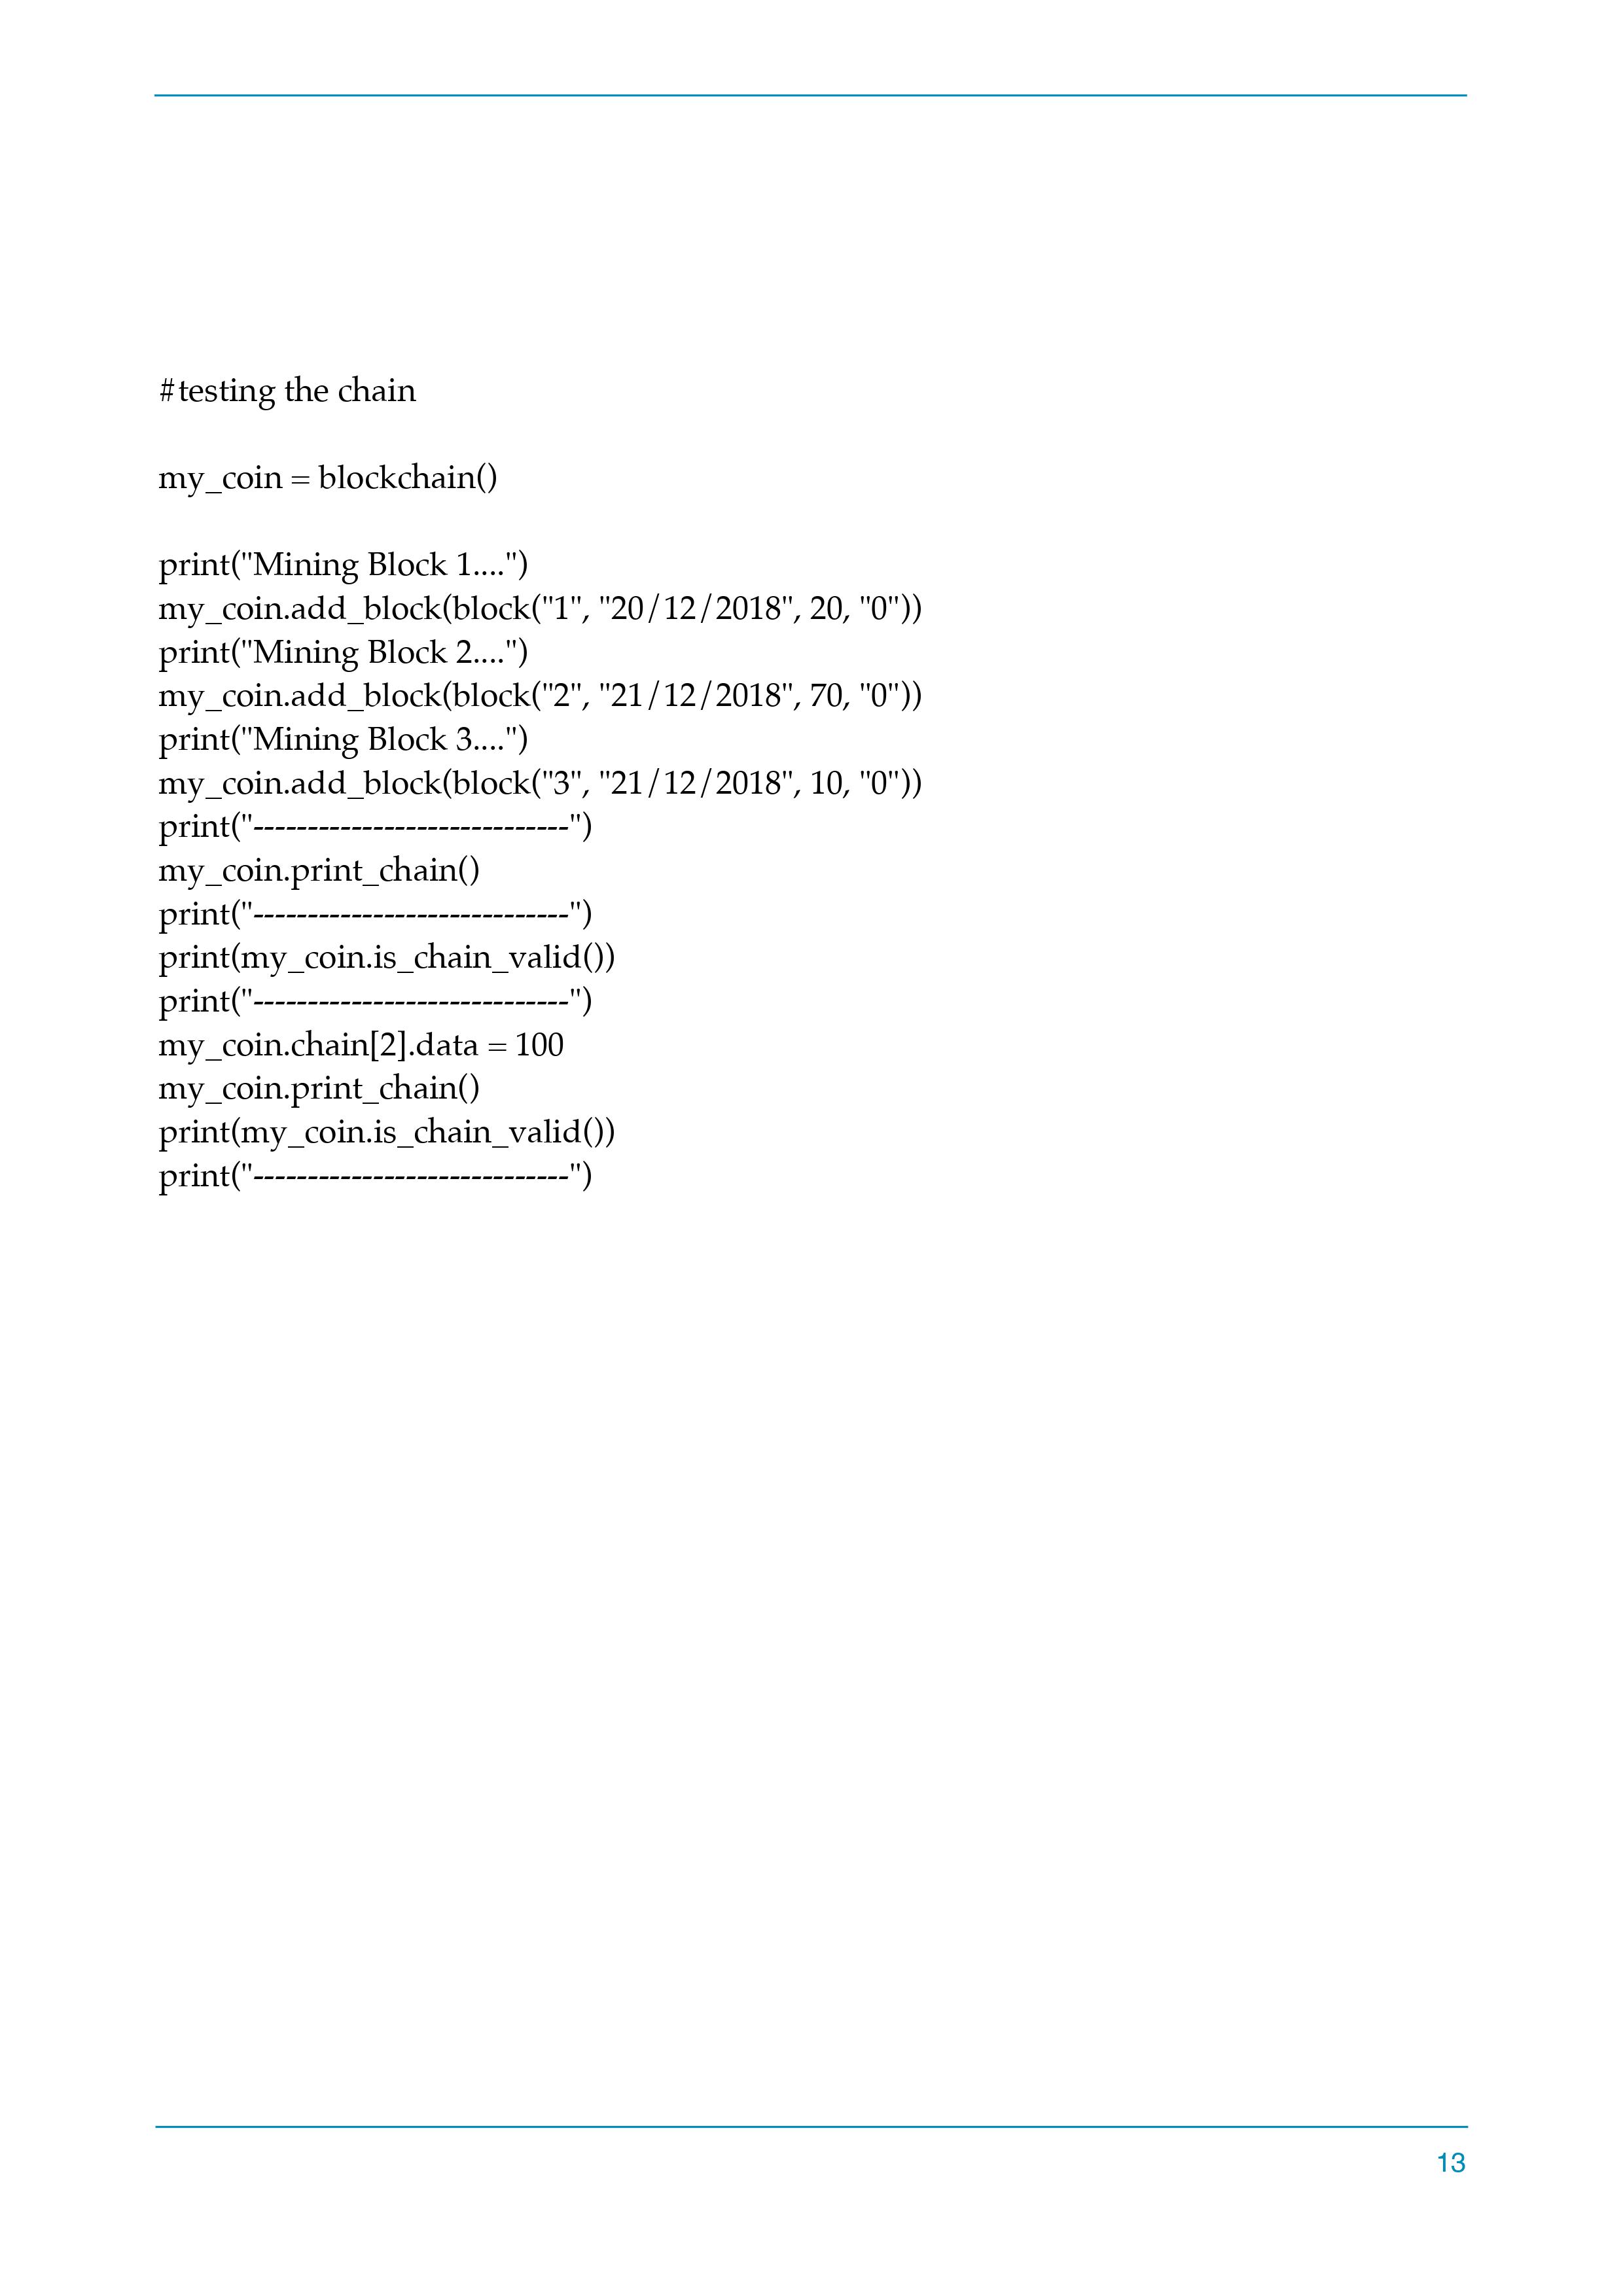 #testing the chain
my_coin = blockchain()
print("Mining Block 1....")
my_coin.add_block(block("1", "20/12/2018", 20, "0"))
print("Mining Block 2....")
my_coin.add_block(block("2", "21/12/2018", 70, "0"))
print("Mining Block 3....")
my_coin.add_block(block("3", "21/12/2018", 10, "0"))
print("-----------------------------")
my_coin.print_chain()
print("-----------------------------")
print(my_coin.is_chain_valid())
print("-----------------------------")
my_coin.chain[2].data = 100
my_coin.print_chain()
print(my_coin.is_chain_valid())
print("-----------------------------")
13